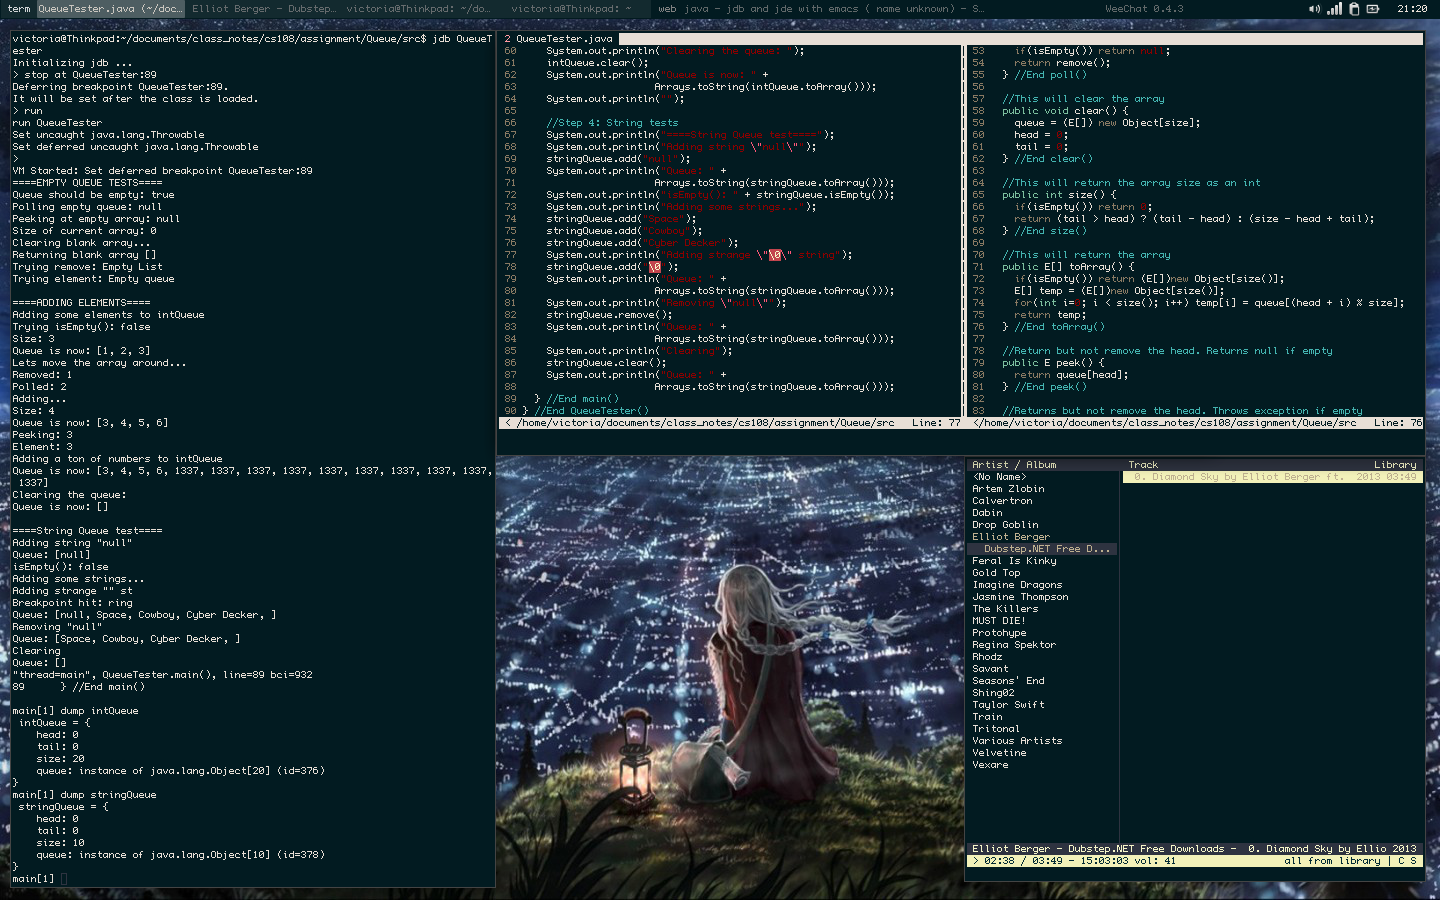 term QueueTester.java (~/doc… Elliot Berger - Dubstep… victoria@Thinkpad: ~/do… victoria@Thinkpad: ~ web java - jdb and jde with emacs ( name unknown) - S… WeeChat 0.4.3 21:20
victoria@Thinkpad:~/documents/class_notes/cs108/assignment/Queue/src$ jdb QueueT
ester
Initializing jdb ...
> stop at QueueTester:89
Deferring breakpoint QueueTester:89.
It will be set after the class is loaded.
> run
run QueueTester
Set uncaught java.lang.Throwable
Set deferred uncaught java.lang.Throwable
>
VM Started: Set deferred breakpoint QueueTester:89
====EMPTY QUEUE TESTS====
Queue should be empty: true
Polling empty queue: null
Peeking at empty array: null
Size of current array: 0
Clearing blank array...
Returning blank array []
Trying remove: Empty List
Trying element: Empty queue

====ADDING ELEMENTS====
Adding some elements to intQueue
Trying isEmpty(): false
Size: 3
Queue is now: [1, 2, 3]
Lets move the array around...
Removed: 1
Polled: 2
Adding...
Size: 4
Queue is now: [3, 4, 5, 6]
Peeking: 3
Element: 3
Adding a ton of numbers to intQueue
Queue is now: [3, 4, 5, 6, 1337, 1337, 1337, 1337, 1337, 1337, 1337, 1337, 1337,
 1337]
Clearing the queue:
Queue is now: []

====String Queue test====
Adding string "null"
Queue: [null]
isEmpty(): false
Adding some strings...
Adding strange "" st
Breakpoint hit: ring
Queue: [null, Space, Cowboy, Cyber Decker, ]
Removing "null"
Queue: [Space, Cowboy, Cyber Decker, ]
Clearing
Queue: []
"thread=main", QueueTester.main(), line=89 bci=932
89      } //End main()

main[1] dump intQueue
 intQueue = {
    head: 0
    tail: 0
    size: 20
    queue: instance of java.lang.Object[20] (id=376)
}
main[1] dump stringQueue
 stringQueue = {
    head: 0
    tail: 0
    size: 10
    queue: instance of java.lang.Object[10] (id=378)
}
main[1]
2 QueueTester.java
60     System.out.println("Clearing the queue: ");
61     intQueue.clear();
62     System.out.println("Queue is now: " +
63                       Arrays.toString(intQueue.toArray()));
64     System.out.println("");
65
66     //Step 4: String tests
67     System.out.println("====String Queue test====");
68     System.out.println("Adding string \"null\"");
69     stringQueue.add("null");
70     System.out.println("Queue: " +
71                       Arrays.toString(stringQueue.toArray()));
72     System.out.println("isEmpty(): " + stringQueue.isEmpty());
73     System.out.println("Adding some strings...");
74     stringQueue.add("Space");
75     stringQueue.add("Cowboy");
76     stringQueue.add("Cyber Decker");
77     System.out.println("Adding strange \"\0\" string");
78     stringQueue.add("\0");
79     System.out.println("Queue: " +
80                       Arrays.toString(stringQueue.toArray()));
81     System.out.println("Removing \"null\"");
82     stringQueue.remove();
83     System.out.println("Queue: " +
84                       Arrays.toString(stringQueue.toArray()));
85     System.out.println("Clearing");
86     stringQueue.clear();
87     System.out.println("Queue: " +
88                       Arrays.toString(stringQueue.toArray()));
89   } //End main()
90 } //End QueueTester()
< /home/victoria/documents/class_notes/cs108/assignment/Queue/src   Line: 77
53     if(isEmpty()) return null;
54     return remove();
55   } //End poll()
56
57   //This will clear the array
58   public void clear() {
59     queue = (E[]) new Object[size];
60     head = 0;
61     tail = 0;
62   } //End clear()
63
64   //This will return the array size as an int
65   public int size() {
66     if(isEmpty()) return 0;
67     return (tail > head) ? (tail - head) : (size - head + tail);
68   } //End size()
69
70   //This will return the array
71   public E[] toArray() {
72     if(isEmpty()) return (E[])new Object[size()];
73     E[] temp = (E[])new Object[size()];
74     for(int i=0; i < size(); i++) temp[i] = queue[(head + i) % size];
75     return temp;
76   } //End toArray()
77
78   //Return but not remove the head. Returns null if empty
79   public E peek() {
80     return queue[head];
81   } //End peek()
82
83   //Returns but not remove the head. Throws exception if empty
</home/victoria/documents/class_notes/cs108/assignment/Queue/src   Line: 76
Artist / Album   Track   Library
<No Name>   0. Diamond Sky by Elliot Berger ft.  2013 03:49
Artem Zlobin
Calvertron
Dabin
Drop Goblin
Elliot Berger
  Dubstep.NET Free D...
Feral Is Kinky
Gold Top
Imagine Dragons
Jasmine Thompson
The Killers
MUST DIE!
Protohype
Regina Spektor
Rhodz
Savant
Seasons' End
Shing02
Taylor Swift
Train
Tritonal
Various Artists
Velvetine
Vexare
Elliot Berger - Dubstep.NET Free Downloads -  0. Diamond Sky by Ellio 2013
> 02:38 / 03:49 - 15:03:03 vol: 41   all from library | C S